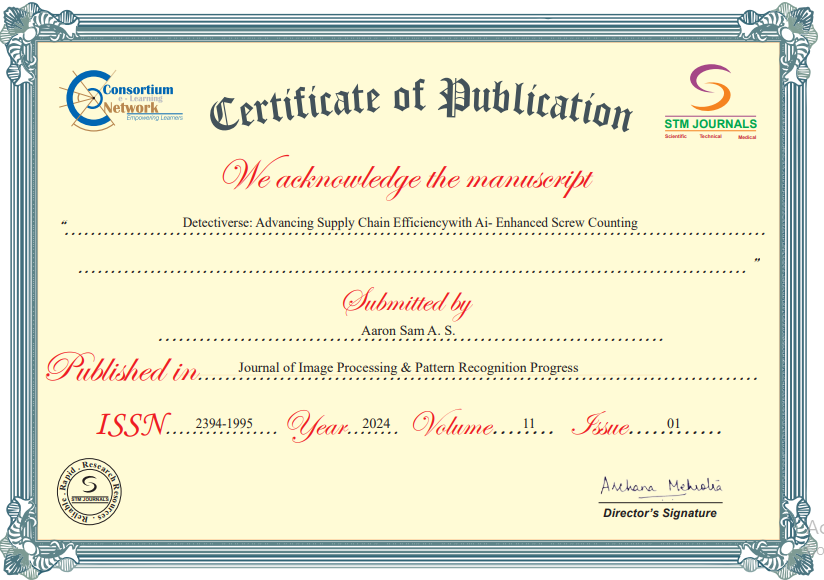 Consortium
e - Learning
Network
Empowering Learners
Certificate of Publication
STM JOURNALS
Scientific Technical Medical
We acknowledge the manuscript
“ Detectiverse: Advancing Supply Chain Efficiencywith Ai- Enhanced Screw Counting
”
Submitted by
Aaron Sam A. S.
Published in Journal of Image Processing & Pattern Recognition Progress
ISSN 2394-1995 Year 2024 Volume 11 Issue 01
Reliable - Rapid - Research Resources
STM JOURNALS
Archana Mehrotra
Director's Signature